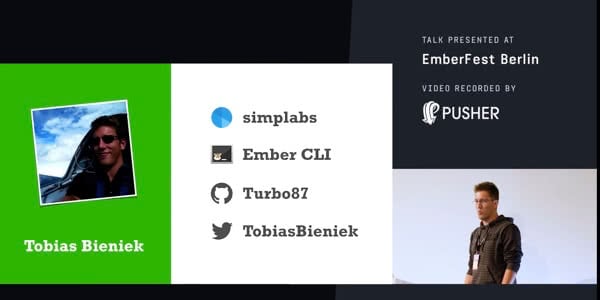 Tobias Bieniek
simplabs
Ember CLI
Turbo87
TobiasBieniek
TALK PRESENTED AT
EmberFest Berlin
VIDEO RECORDED BY
PUSHER